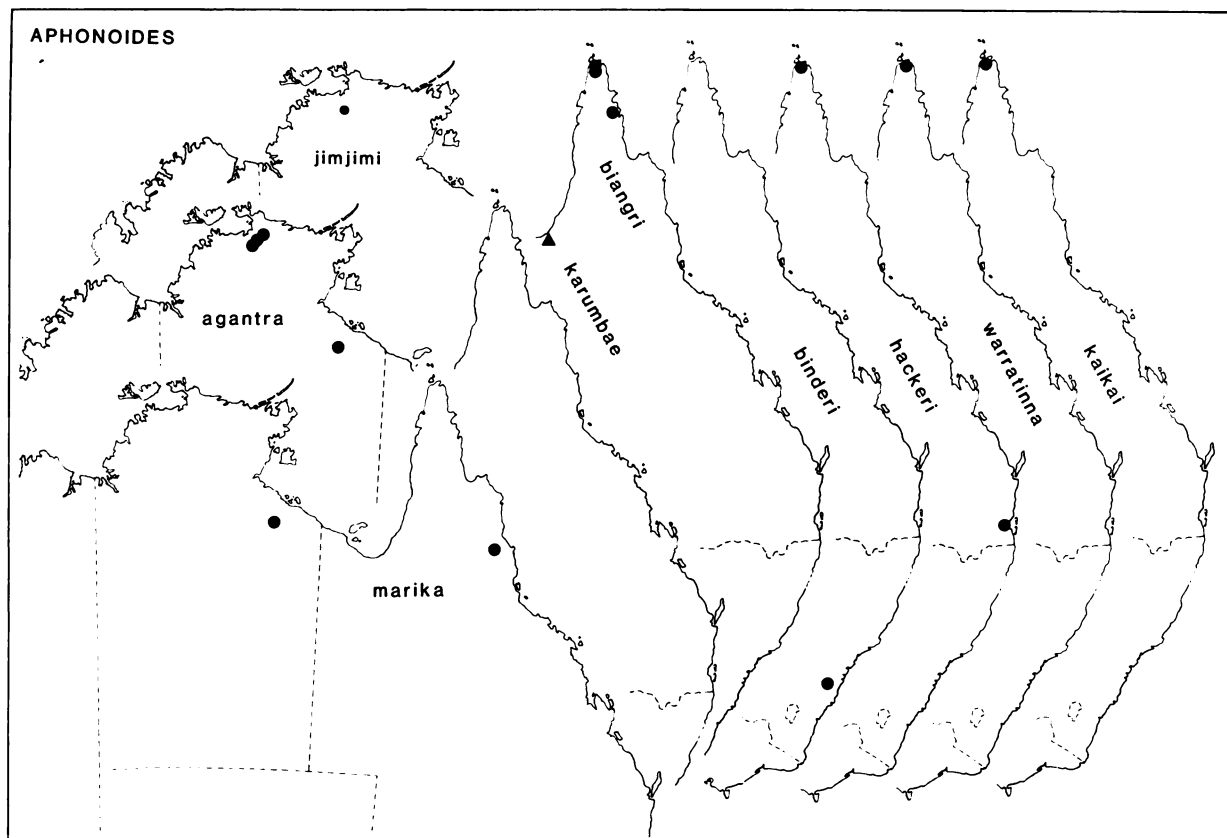 APHONOIDES
jimjimi
agantra
marika
karumbae
biangri
binderi
hackeri
warratinna
kaikai